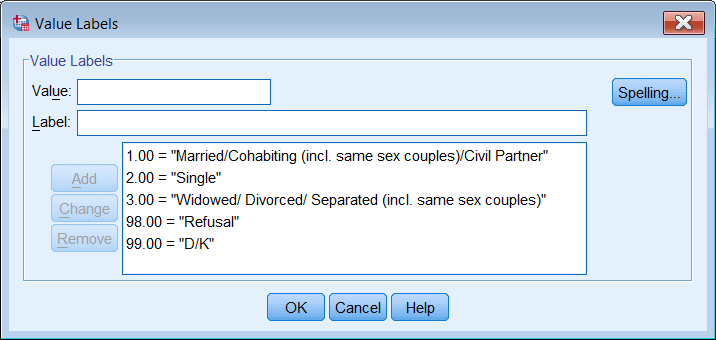 Value Labels
Value Labels
Value:
Spelling...
Label:
1.00 = "Married/Cohabiting (incl. same sex couples)/Civil Partner"
Add
2.00 = "Single"
Change
3.00 = "Widowed/ Divorced/ Separated (incl. same sex couples)"
98.00 = "Refusal"
Remove
99.00 = "D/K"
OK Cancel Help